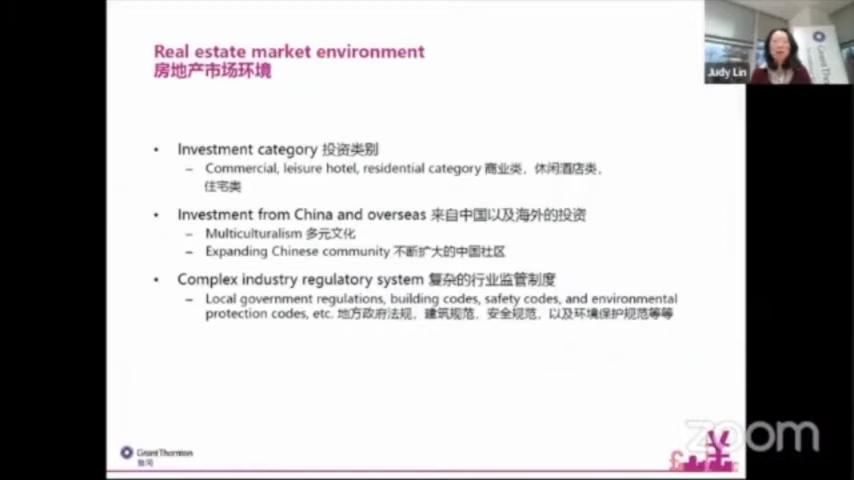 Real estate market environment
房地产市场环境
Judy Lin
• Investment category 投资类别
– Commercial, leisure hotel, residential category 商业类，休闲酒店类，
住宅类
• Investment from China and overseas 来自中国以及海外的投资
– Multiculturalism 多元文化
– Expanding Chinese community 不断扩大的中国社区
• Complex industry regulatory system 复杂的行业监管制度
– Local government regulations, building codes, safety codes, and environmental
protection codes, etc. 地方政府法规，建筑规范，安全规范，以及环境保护规范等等
Grant Thornton
致同
zoom